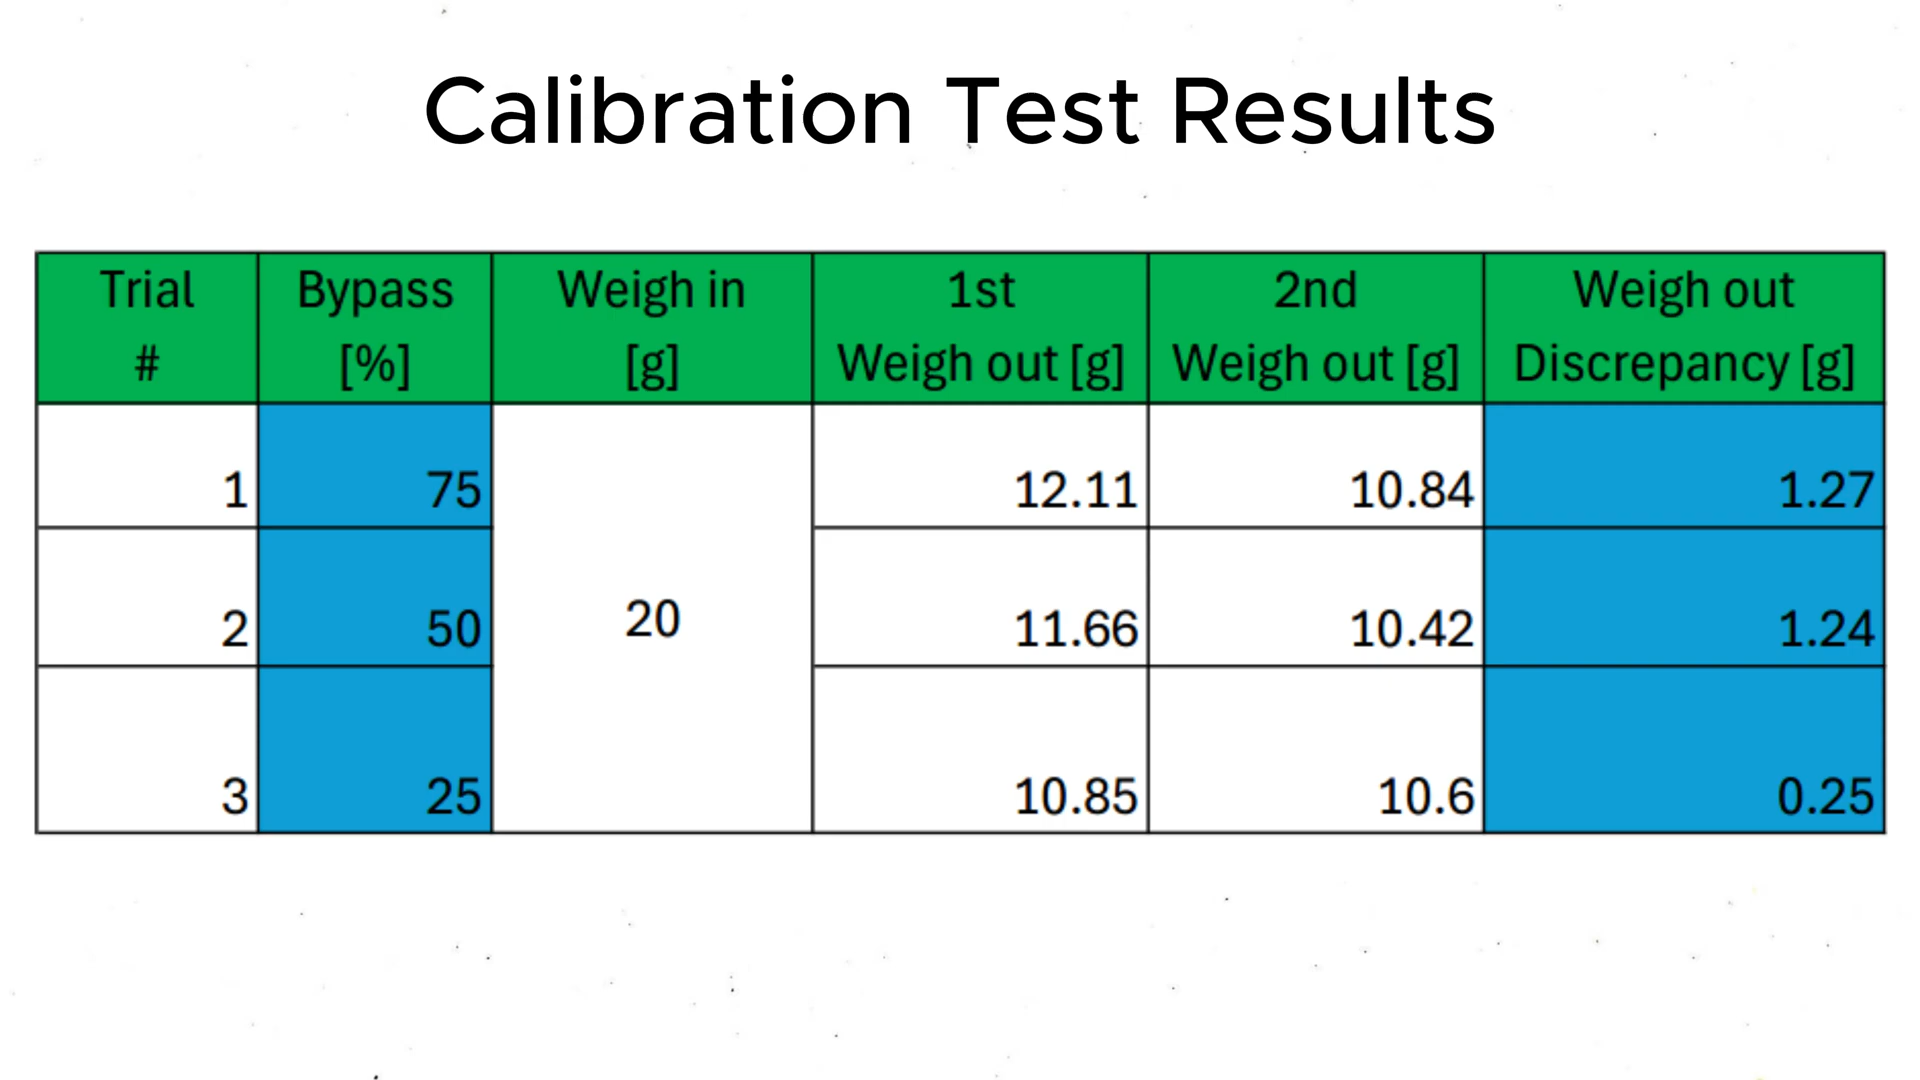 Calibration Test Results
Trial # Bypass [%] Weigh in [g] 1st Weigh out [g] 2nd Weigh out [g] Weigh out Discrepancy [g]
1 75 20 12.11 10.84 1.27
2 50 11.66 10.42 1.24
3 25 10.85 10.6 0.25